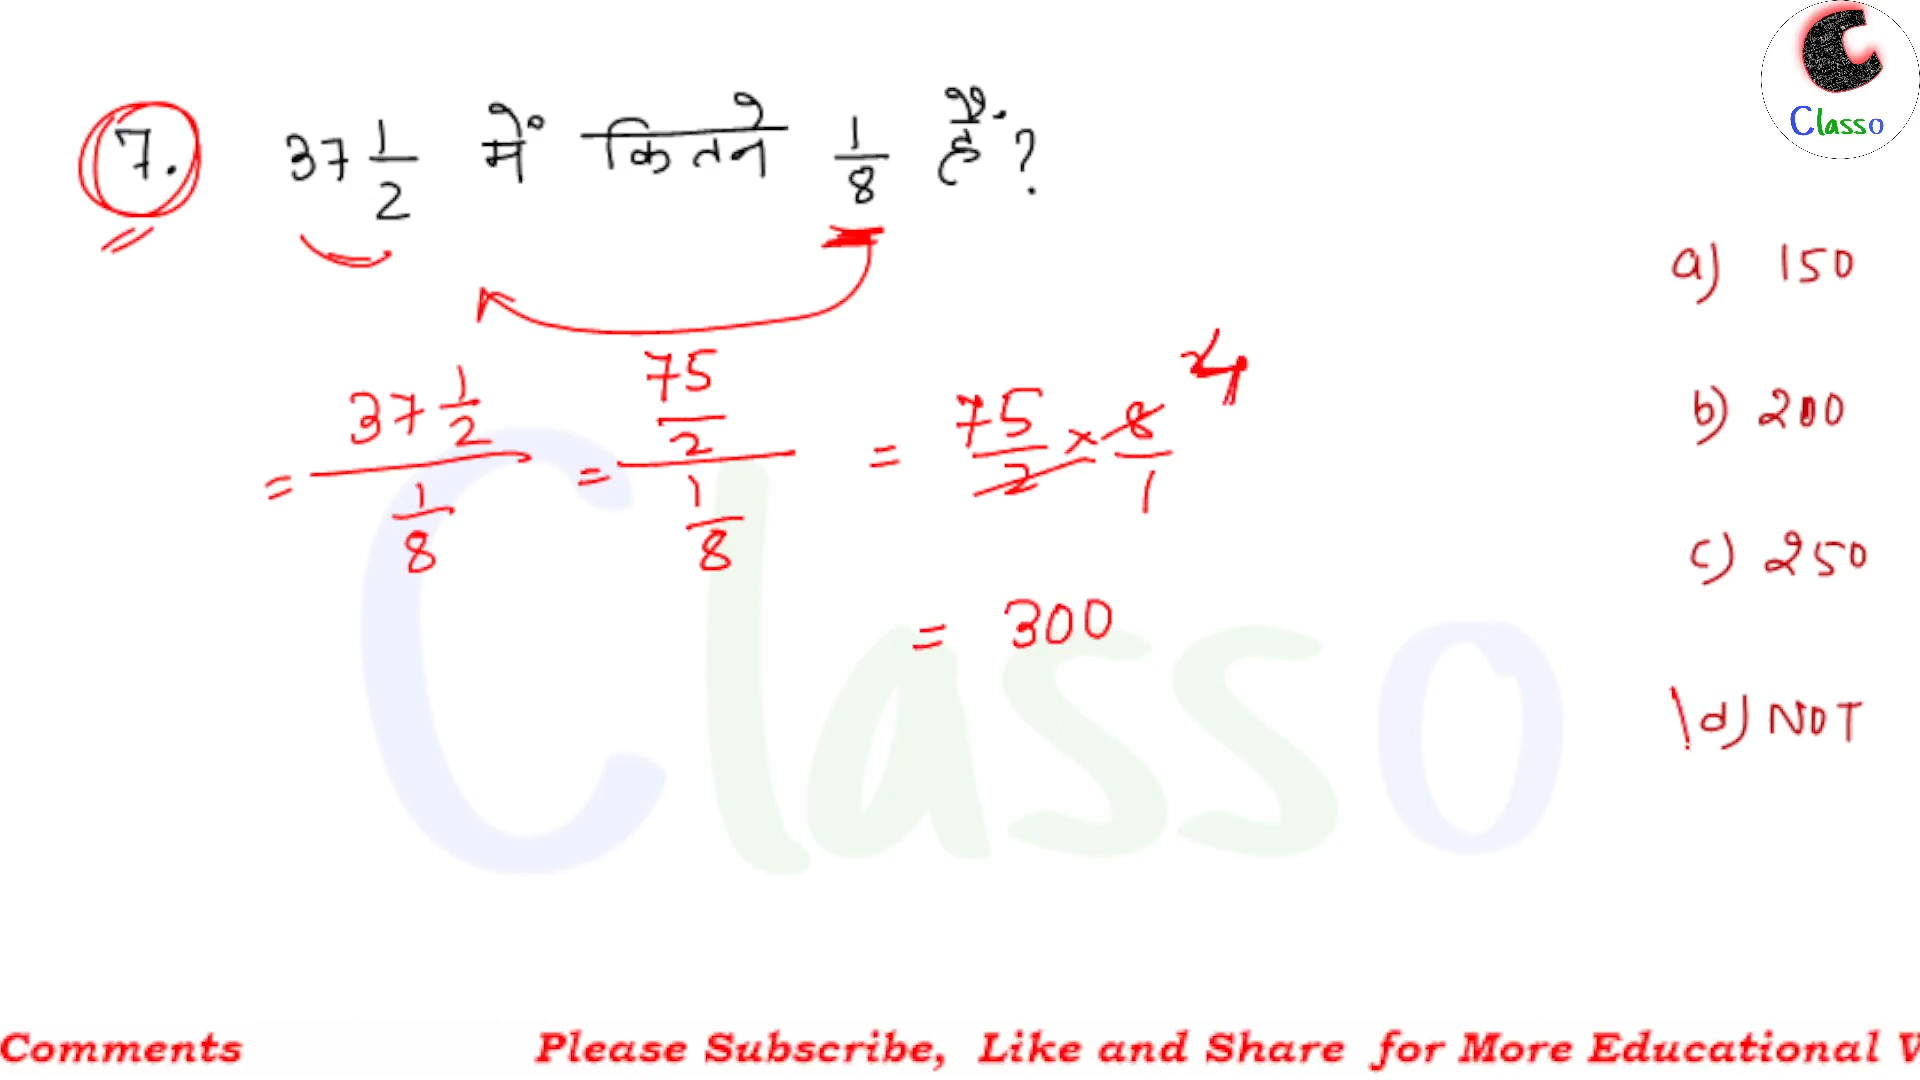 Classo
7. 37 1/2 में कितने 1/8 हैं ?
a) 150
b) 200
c) 250
d) NOT
= 37 1/2 / 1/8 = 75/2 / 1/8 = 75/2 × 8/1 4
= 300
Classo
Comments Please Subscribe, Like and Share for More Educational V